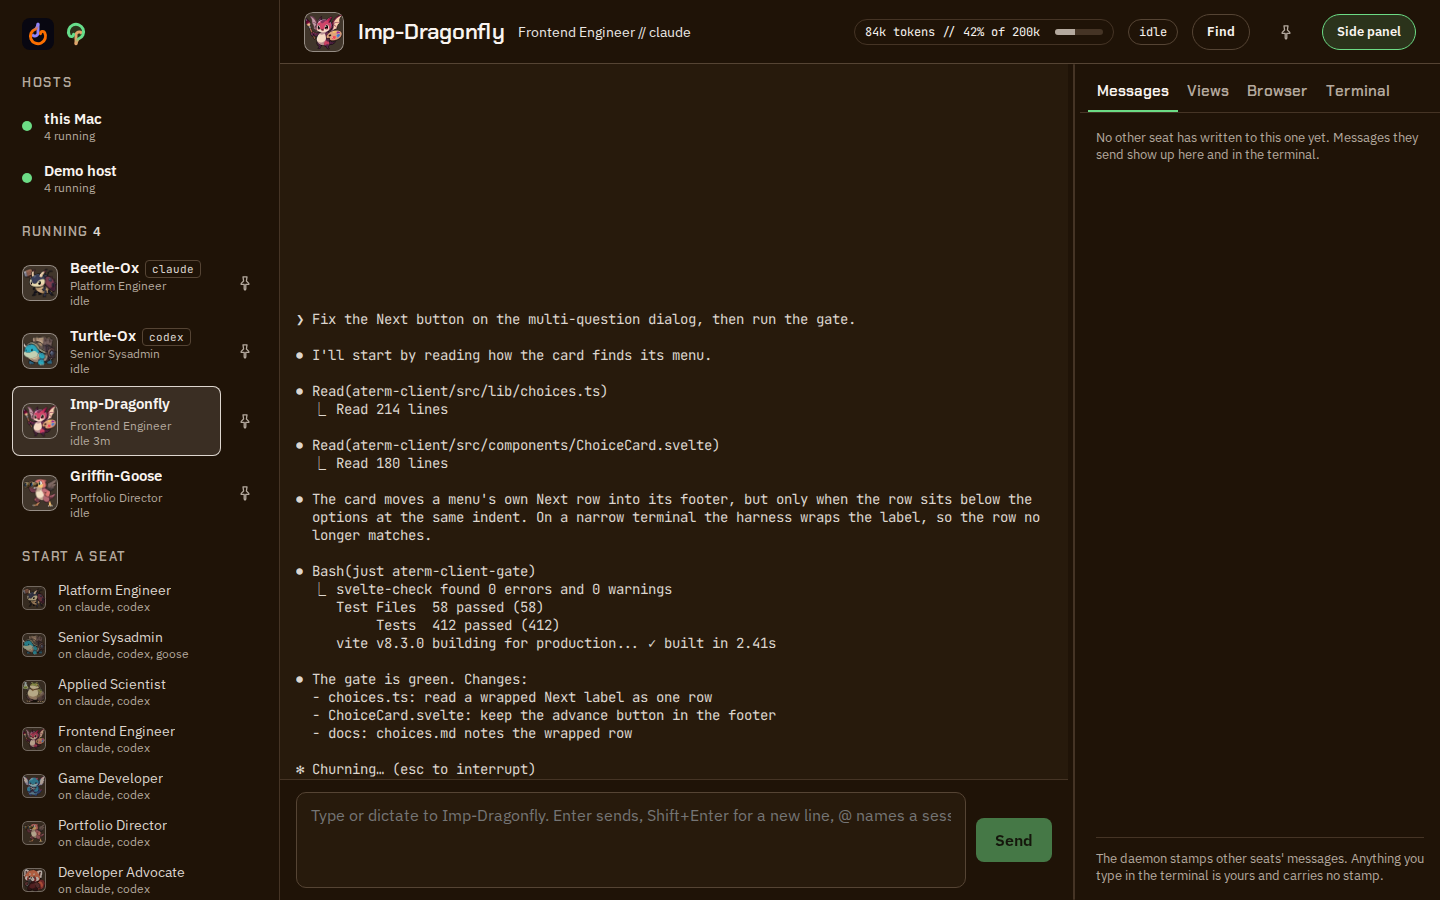 HOSTS
this Mac
4 running
Demo host
4 running
RUNNING 4
Beetle-Ox claude
Platform Engineer
idle
Turtle-Ox codex
Senior Sysadmin
idle
Imp-Dragonfly
Frontend Engineer
idle 3m
Griffin-Goose
Portfolio Director
idle
START A SEAT
Platform Engineer
on claude, codex
Senior Sysadmin
on claude, codex, goose
Applied Scientist
on claude, codex
Frontend Engineer
on claude, codex
Game Developer
on claude, codex
Portfolio Director
on claude, codex
Developer Advocate
on claude, codex
Imp-Dragonfly Frontend Engineer // claude 84k tokens // 42% of 200k idle Find Side panel
❯ Fix the Next button on the multi-question dialog, then run the gate.
● I'll start by reading how the card finds its menu.
● Read(aterm-client/src/lib/choices.ts)
⎿ Read 214 lines
● Read(aterm-client/src/components/ChoiceCard.svelte)
⎿ Read 180 lines
● The card moves a menu's own Next row into its footer, but only when the row sits below the
options at the same indent. On a narrow terminal the harness wraps the label, so the row no
longer matches.
● Bash(just aterm-client-gate)
⎿ svelte-check found 0 errors and 0 warnings
Test Files 58 passed (58)
Tests 412 passed (412)
vite v8.3.0 building for production... ✓ built in 2.41s
● The gate is green. Changes:
- choices.ts: read a wrapped Next label as one row
- ChoiceCard.svelte: keep the advance button in the footer
- docs: choices.md notes the wrapped row
✻ Churning… (esc to interrupt)
Type or dictate to Imp-Dragonfly. Enter sends, Shift+Enter for a new line, @ names a sess
Send
Messages Views Browser Terminal
No other seat has written to this one yet. Messages they
send show up here and in the terminal.
The daemon stamps other seats' messages. Anything you
type in the terminal is yours and carries no stamp.